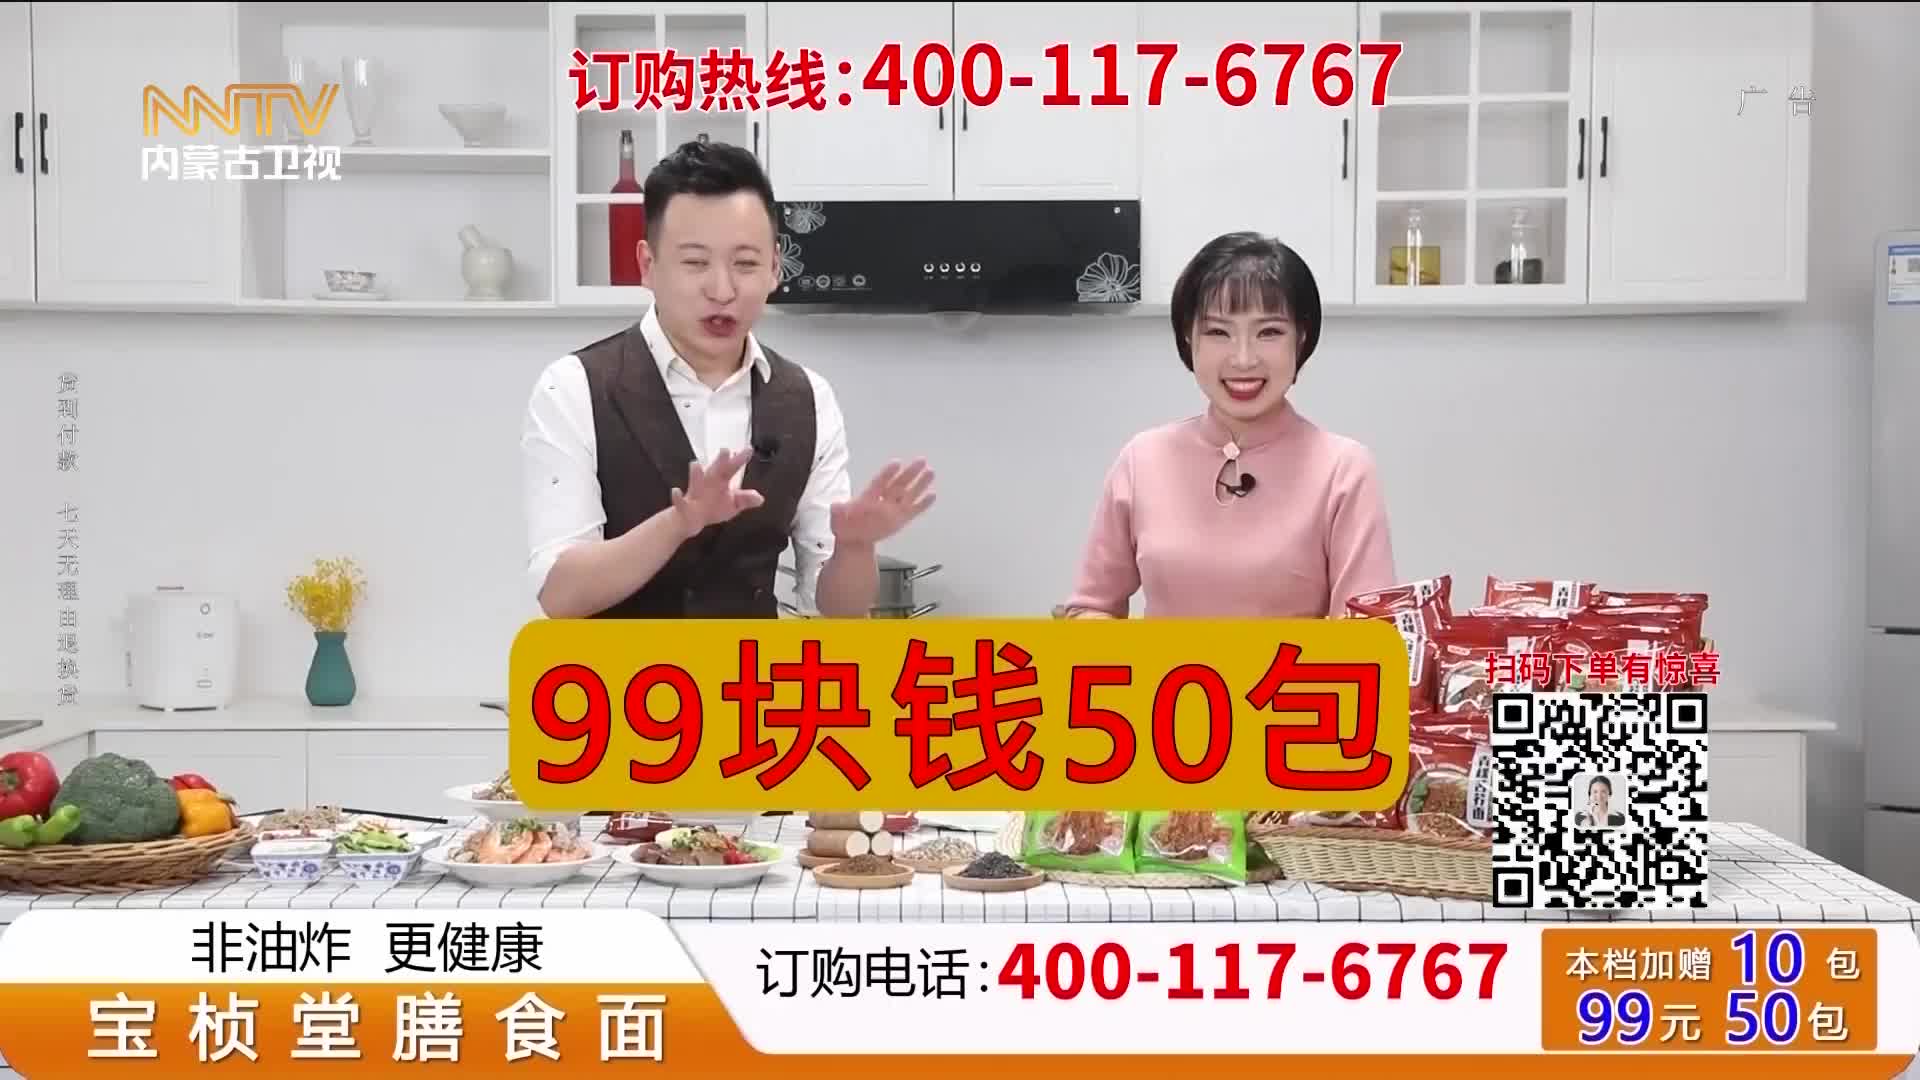 订购热线:400-117-6767
NMTV
内蒙古卫视
广告
货到付款 七天无理由退换货
99块钱50包
扫码下单有惊喜
非油炸 更健康
宝桢堂膳食面
订购电话:400-117-6767
本档加赠10包
99元50包